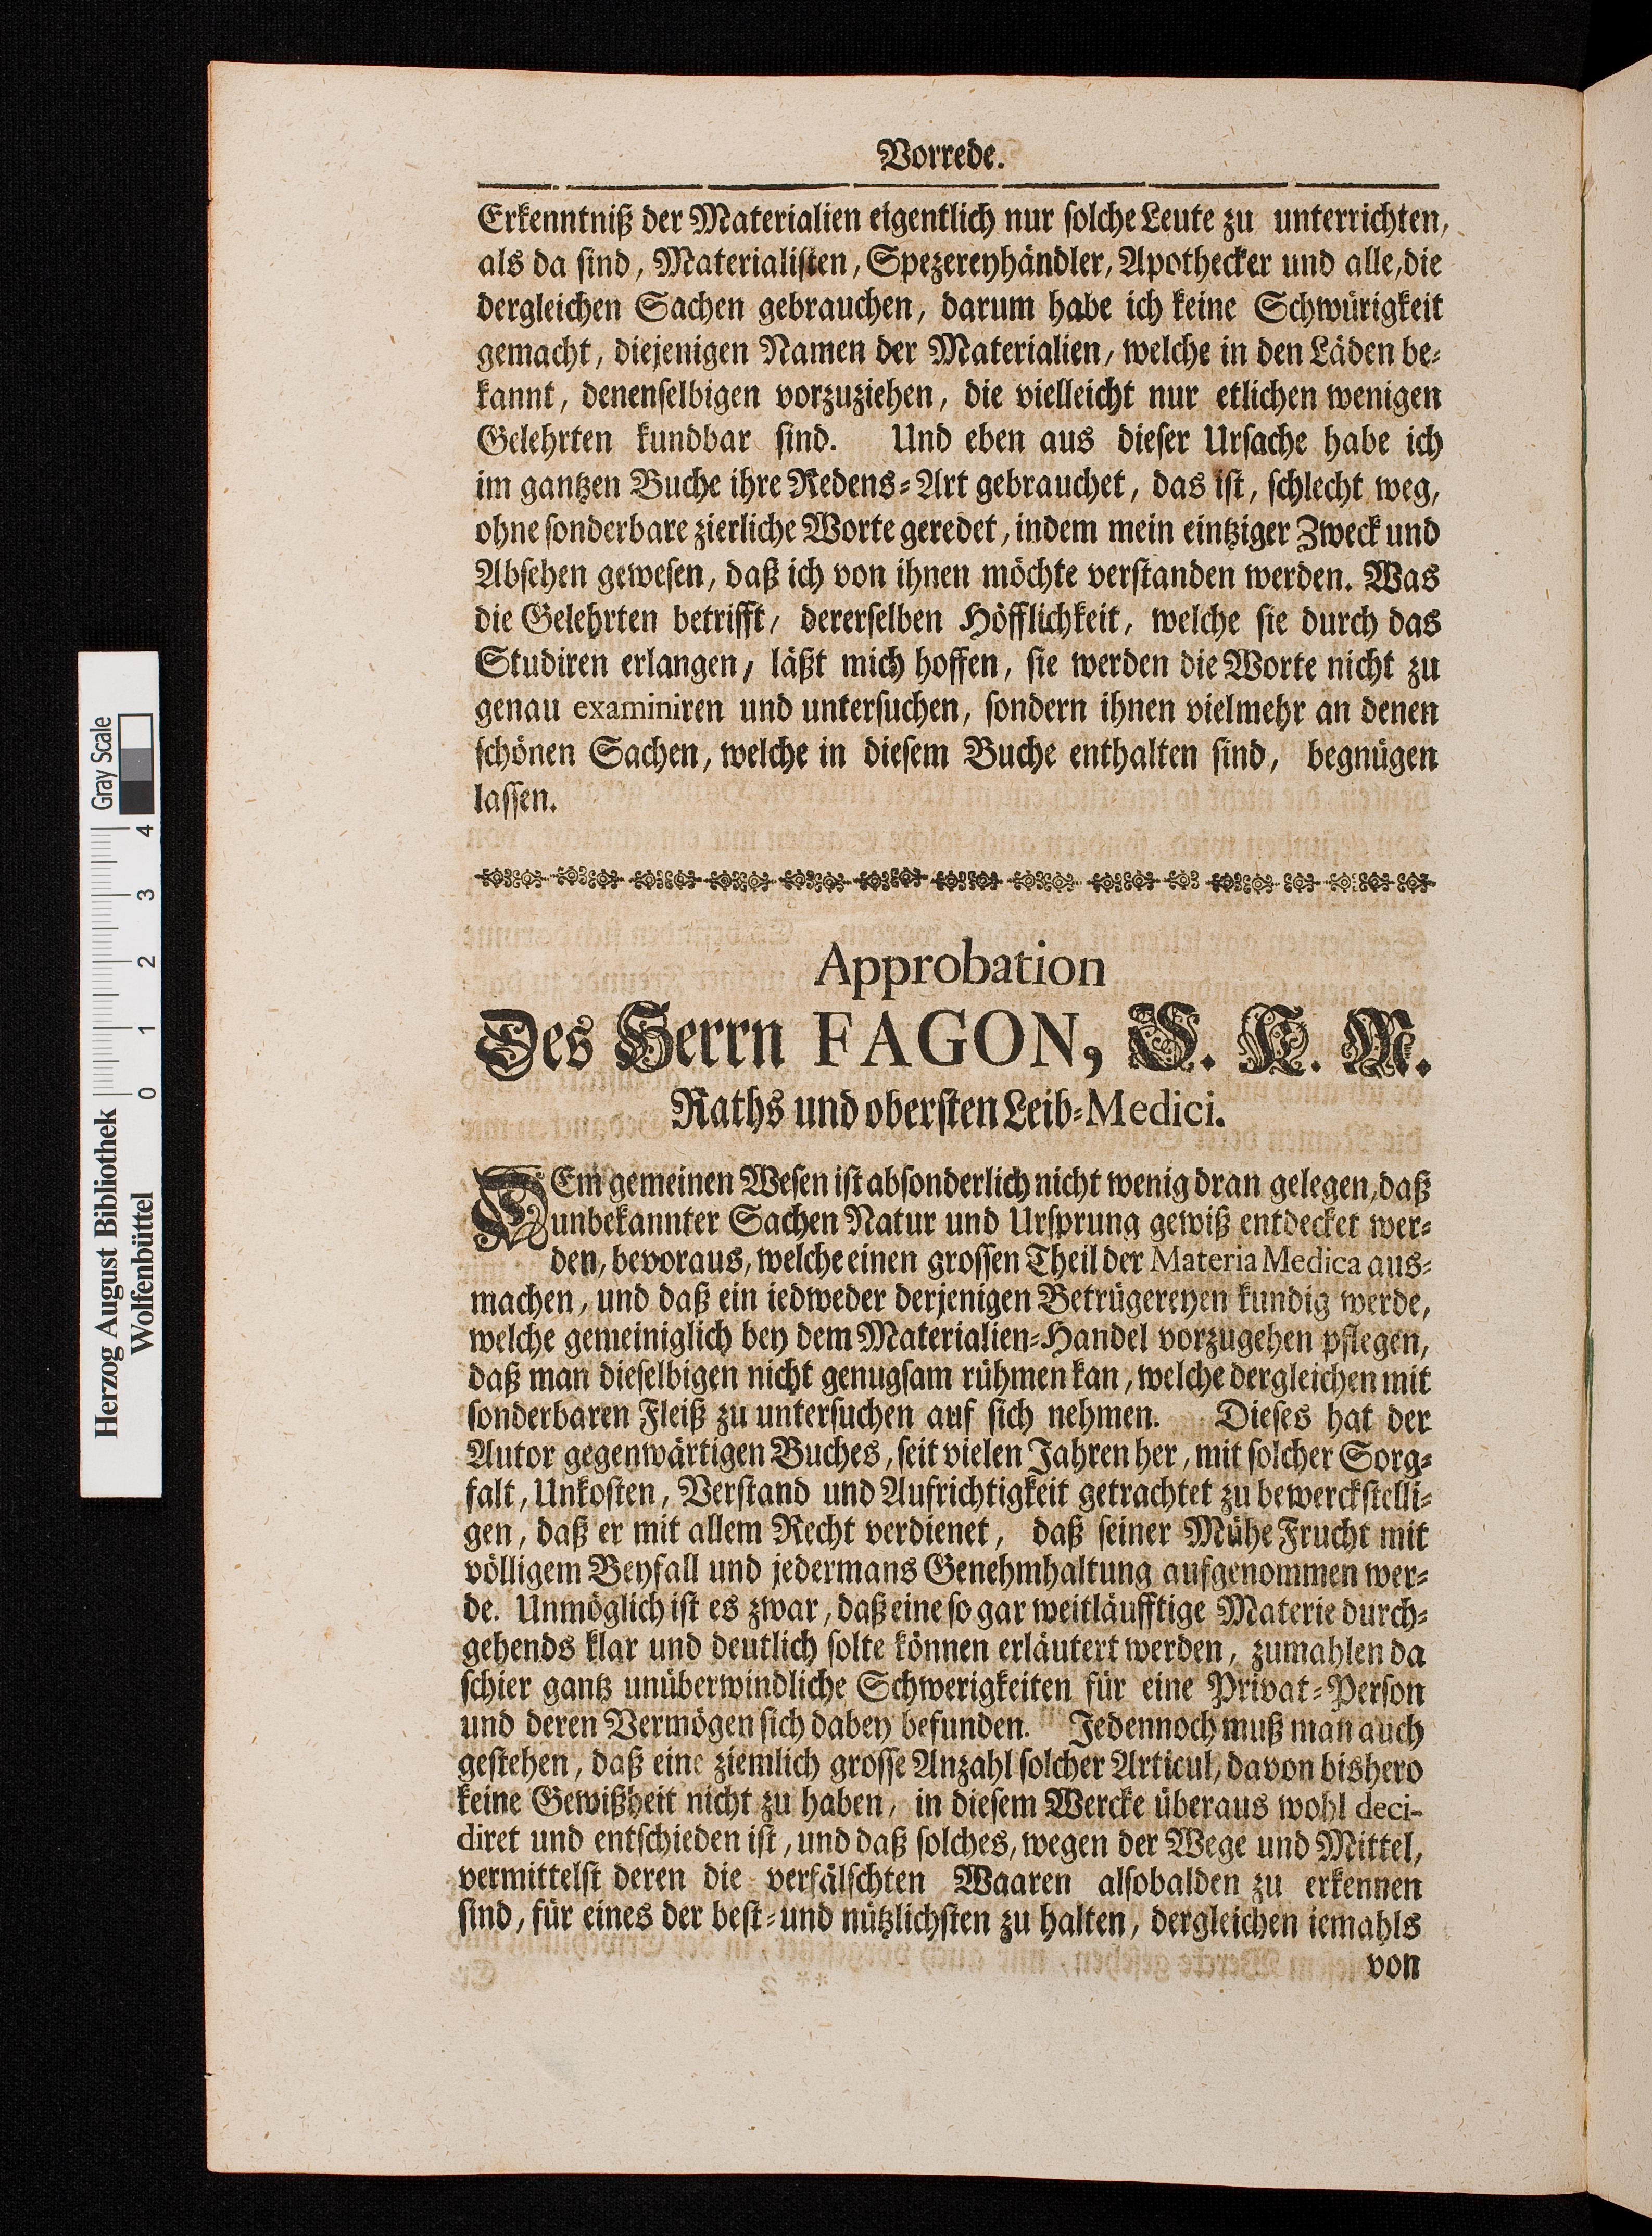 Vorrede.
Erkenntniß der Materialien eigentlich nur ſolche Leute zu unterrichten,
als da ſind, Materialiſten, Spezereyhändler, Apothecker und alle, die
dergleichen Sachen gebrauchen, darum habe ich keine Schwürigkeit
gemacht, diejenigen Namen der Materialien, welche in den Läden be-
kannt, denenſelbigen vorzuziehen, die vielleicht nur etlichen wenigen
Gelehrten kundbar ſind. Und eben aus dieſer Urſache habe ich
im gantzen Buche ihre Redens-Art gebrauchet, das iſt, ſchlecht weg,
ohne ſonderbare zierliche Worte geredet, indem mein eintziger Zweck und
Abſehen geweſen, daß ich von ihnen möchte verſtanden werden. Was
die Gelehrten betrifft, dererſelben Höfflichkeit, welche ſie durch das
Studiren erlangen, läßt mich hoffen, ſie werden die Worte nicht zu
genau examiniren und unterſuchen, ſondern ihnen vielmehr an denen
ſchönen Sachen, welche in dieſem Buche enthalten ſind, begnügen
laſſen.
Approbation
Des Herrn FAGON, S. K. M.
Raths und oberſten Leib-Medici.
DEm gemeinen Weſen iſt abſonderlich nicht wenig dran gelegen, daß
unbekannter Sachen Natur und Urſprung gewiß entdecket wer-
den, bevoraus, welche einen groſſen Theil der Materia Medica aus-
machen, und daß ein iedweder derjenigen Betrügereyen kundig werde,
welche gemeiniglich bey dem Materialien-Handel vorzugehen pflegen,
daß man dieſelbigen nicht genugſam rühmen kan, welche dergleichen mit
ſonderbaren Fleiß zu unterſuchen auf ſich nehmen. Dieſes hat der
Autor gegenwärtigen Buches, ſeit vielen Jahren her, mit ſolcher Sorg-
falt, Unkoſten, Verſtand und Aufrichtigkeit getrachtet zu bewerckſtelli-
gen, daß er mit allem Recht verdienet, daß ſeiner Mühe Frucht mit
völligem Beyfall und jedermans Genehmhaltung aufgenommen wer-
de. Unmöglich iſt es zwar, daß eine ſo gar weitläufftige Materie durch-
gehends klar und deutlich ſolte können erläutert werden, zumahlen da
ſchier gantz unüberwindliche Schwerigkeiten für eine Privat-Perſon
und deren Vermögen ſich dabey befunden. Jedennoch muß man auch
geſtehen, daß eine ziemlich groſſe Anzahl ſolcher Articul, davon bishero
keine Gewißheit nicht zu haben, in dieſem Wercke überaus wohl deci-
diret und entſchieden iſt, und daß ſolches, wegen der Wege und Mittel,
vermittelſt deren die verfälſchten Waaren alſobalden zu erkennen
ſind, für eines der beſt-und nützlichſten zu halten, dergleichen iemahls
von
Herzog August Bibliothek
Wolfenbüttel
0 1 2 3 4
Gray Scale